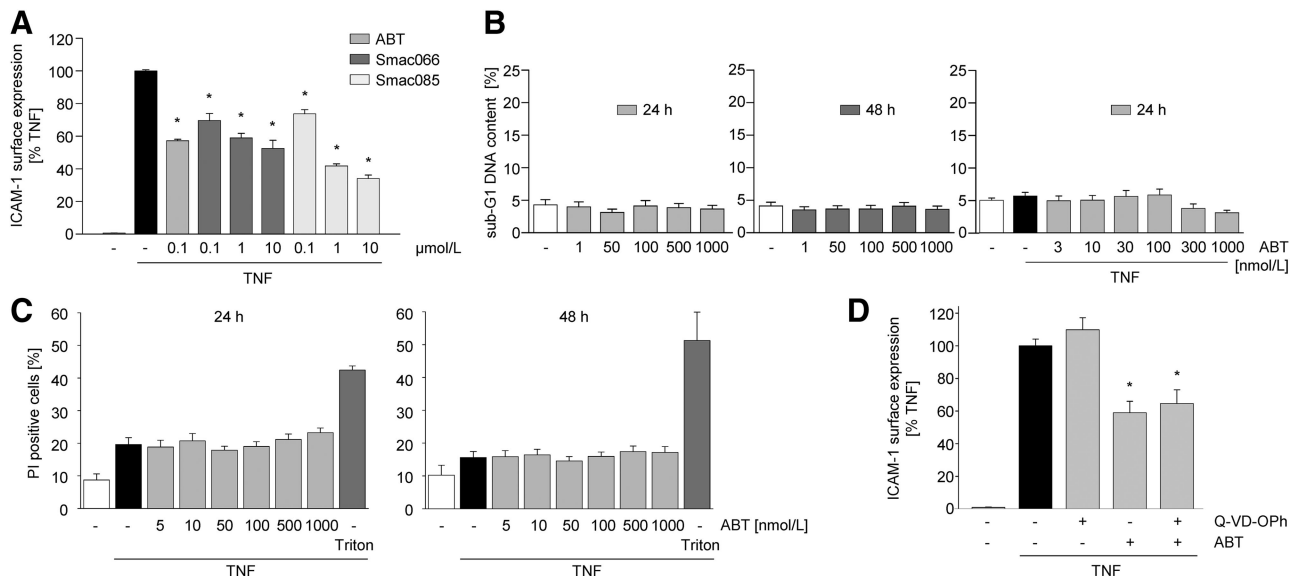 A
ICAM-1 surface expression
[% TNF]
120
100
80
60
40
20
0
ABT
Smac066
Smac085
* * * * * * *
- - 0.1 0.1 1 10 0.1 1 10 µmol/L
TNF
B
sub-G1 DNA content [%]
25
20
15
10
5
0
24 h
- 1 50 100 500 1000
25
20
15
10
5
0
48 h
- 1 50 100 500 1000
25
20
15
10
5
0
24 h
- - 3 10 30 100 300 1000 ABT
[nmol/L]
TNF
C
PI positive cells [%]
60
50
40
30
20
10
0
24 h
- - 5 10 50 100 500 1000 -
Triton
TNF
60
50
40
30
20
10
0
48 h
- - 5 10 50 100 500 1000 - ABT [nmol/L]
Triton
TNF
D
ICAM-1 surface expression
[% TNF]
120
100
80
60
40
20
0
* *
- - + - + Q-VD-OPh
- - - + + ABT
TNF